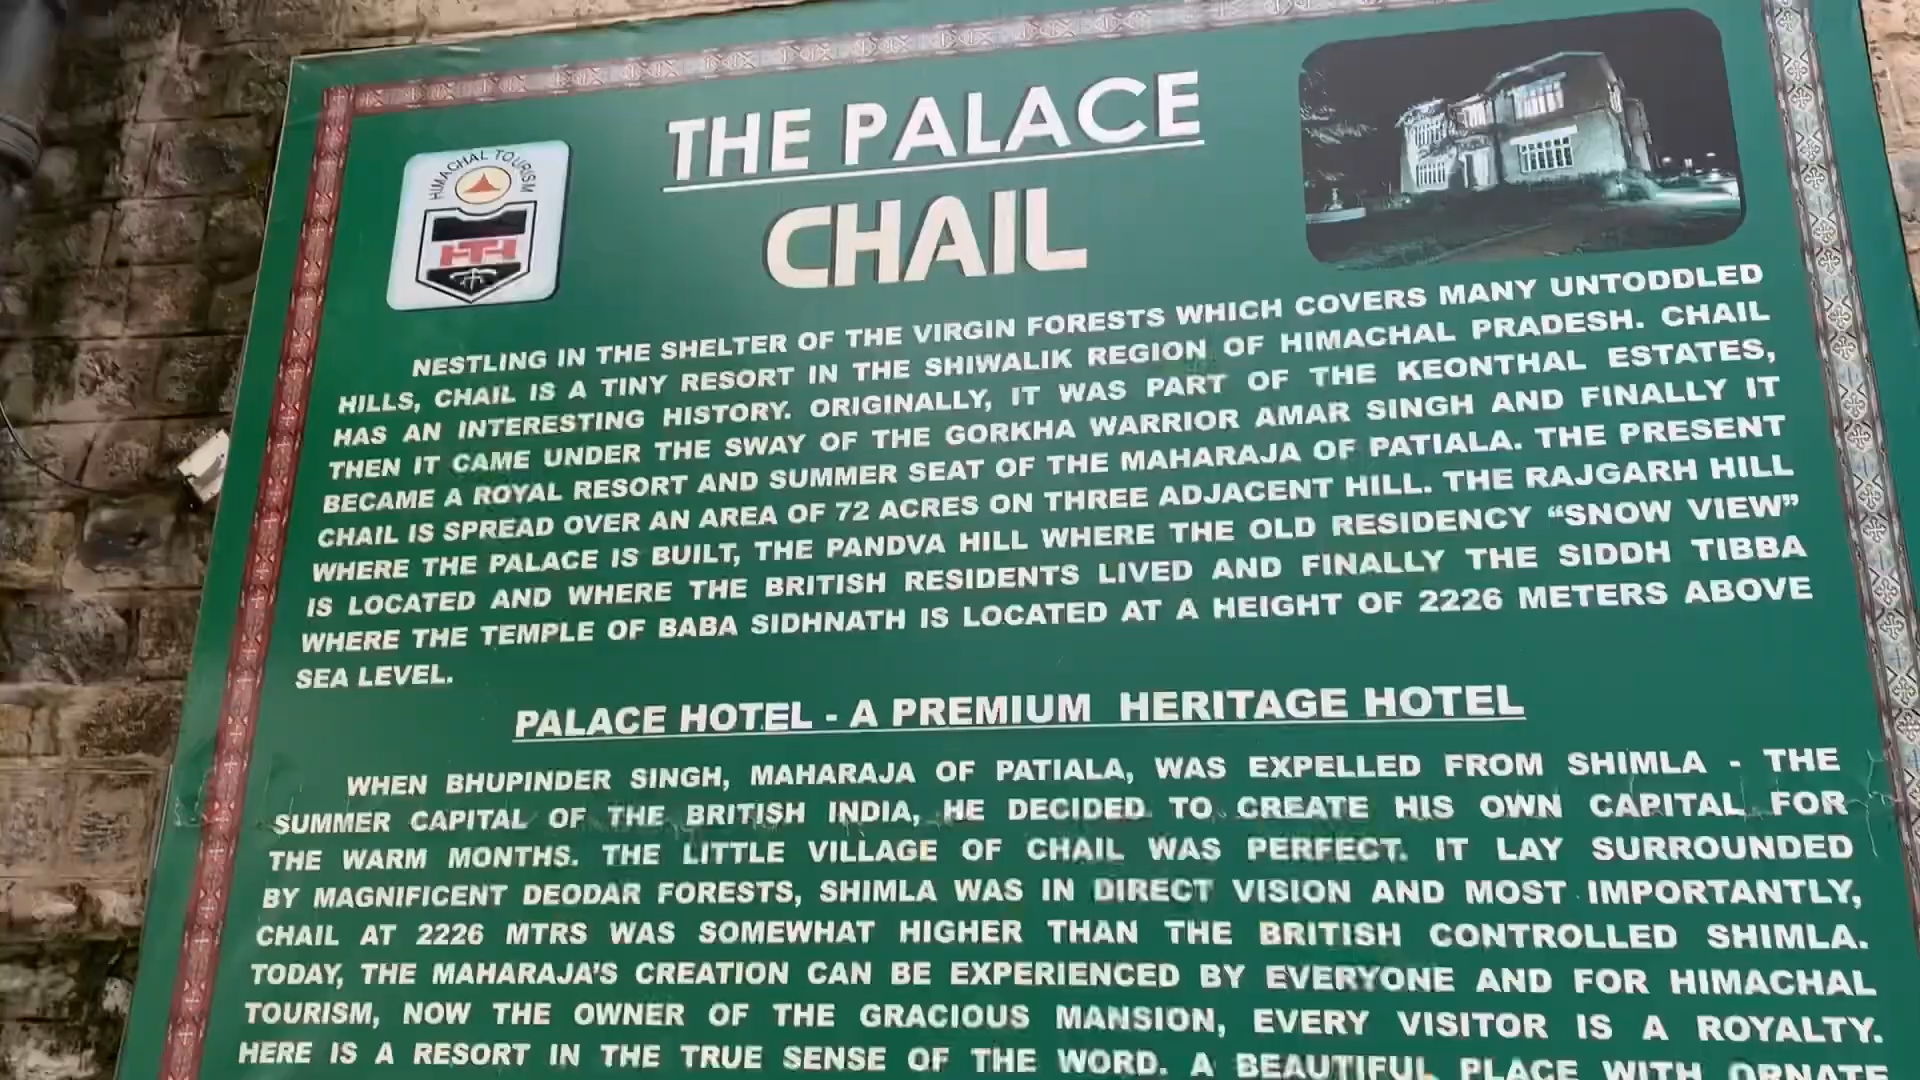 HIMACHAL TOURISM
HTH
THE PALACE
CHAIL
NESTLING IN THE SHELTER OF THE VIRGIN FORESTS WHICH COVERS MANY UNTODDLED
HILLS, CHAIL IS A TINY RESORT IN THE SHIWALIK REGION OF HIMACHAL PRADESH. CHAIL
HAS AN INTERESTING HISTORY. ORIGINALLY, IT WAS PART OF THE KEONTHAL ESTATES,
THEN IT CAME UNDER THE SWAY OF THE GORKHA WARRIOR AMAR SINGH AND FINALLY IT
BECAME A ROYAL RESORT AND SUMMER SEAT OF THE MAHARAJA OF PATIALA. THE PRESENT
CHAIL IS SPREAD OVER AN AREA OF 72 ACRES ON THREE ADJACENT HILL. THE RAJGARH HILL
WHERE THE PALACE IS BUILT, THE PANDVA HILL WHERE THE OLD RESIDENCY “SNOW VIEW”
IS LOCATED AND WHERE THE BRITISH RESIDENTS LIVED AND FINALLY THE SIDDH TIBBA
WHERE THE TEMPLE OF BABA SIDHNATH IS LOCATED AT A HEIGHT OF 2226 METERS ABOVE
SEA LEVEL.
PALACE HOTEL - A PREMIUM HERITAGE HOTEL
WHEN BHUPINDER SINGH, MAHARAJA OF PATIALA, WAS EXPELLED FROM SHIMLA - THE
SUMMER CAPITAL OF THE BRITISH INDIA, HE DECIDED TO CREATE HIS OWN CAPITAL FOR
THE WARM MONTHS. THE LITTLE VILLAGE OF CHAIL WAS PERFECT. IT LAY SURROUNDED
BY MAGNIFICENT DEODAR FORESTS, SHIMLA WAS IN DIRECT VISION AND MOST IMPORTANTLY,
CHAIL AT 2226 MTRS WAS SOMEWHAT HIGHER THAN THE BRITISH CONTROLLED SHIMLA.
TODAY, THE MAHARAJA'S CREATION CAN BE EXPERIENCED BY EVERYONE AND FOR HIMACHAL
TOURISM, NOW THE OWNER OF THE GRACIOUS MANSION, EVERY VISITOR IS A ROYALTY.
HERE IS A RESORT IN THE TRUE SENSE OF THE WORD. A BEAUTIFUL PLACE WITH ORNATE